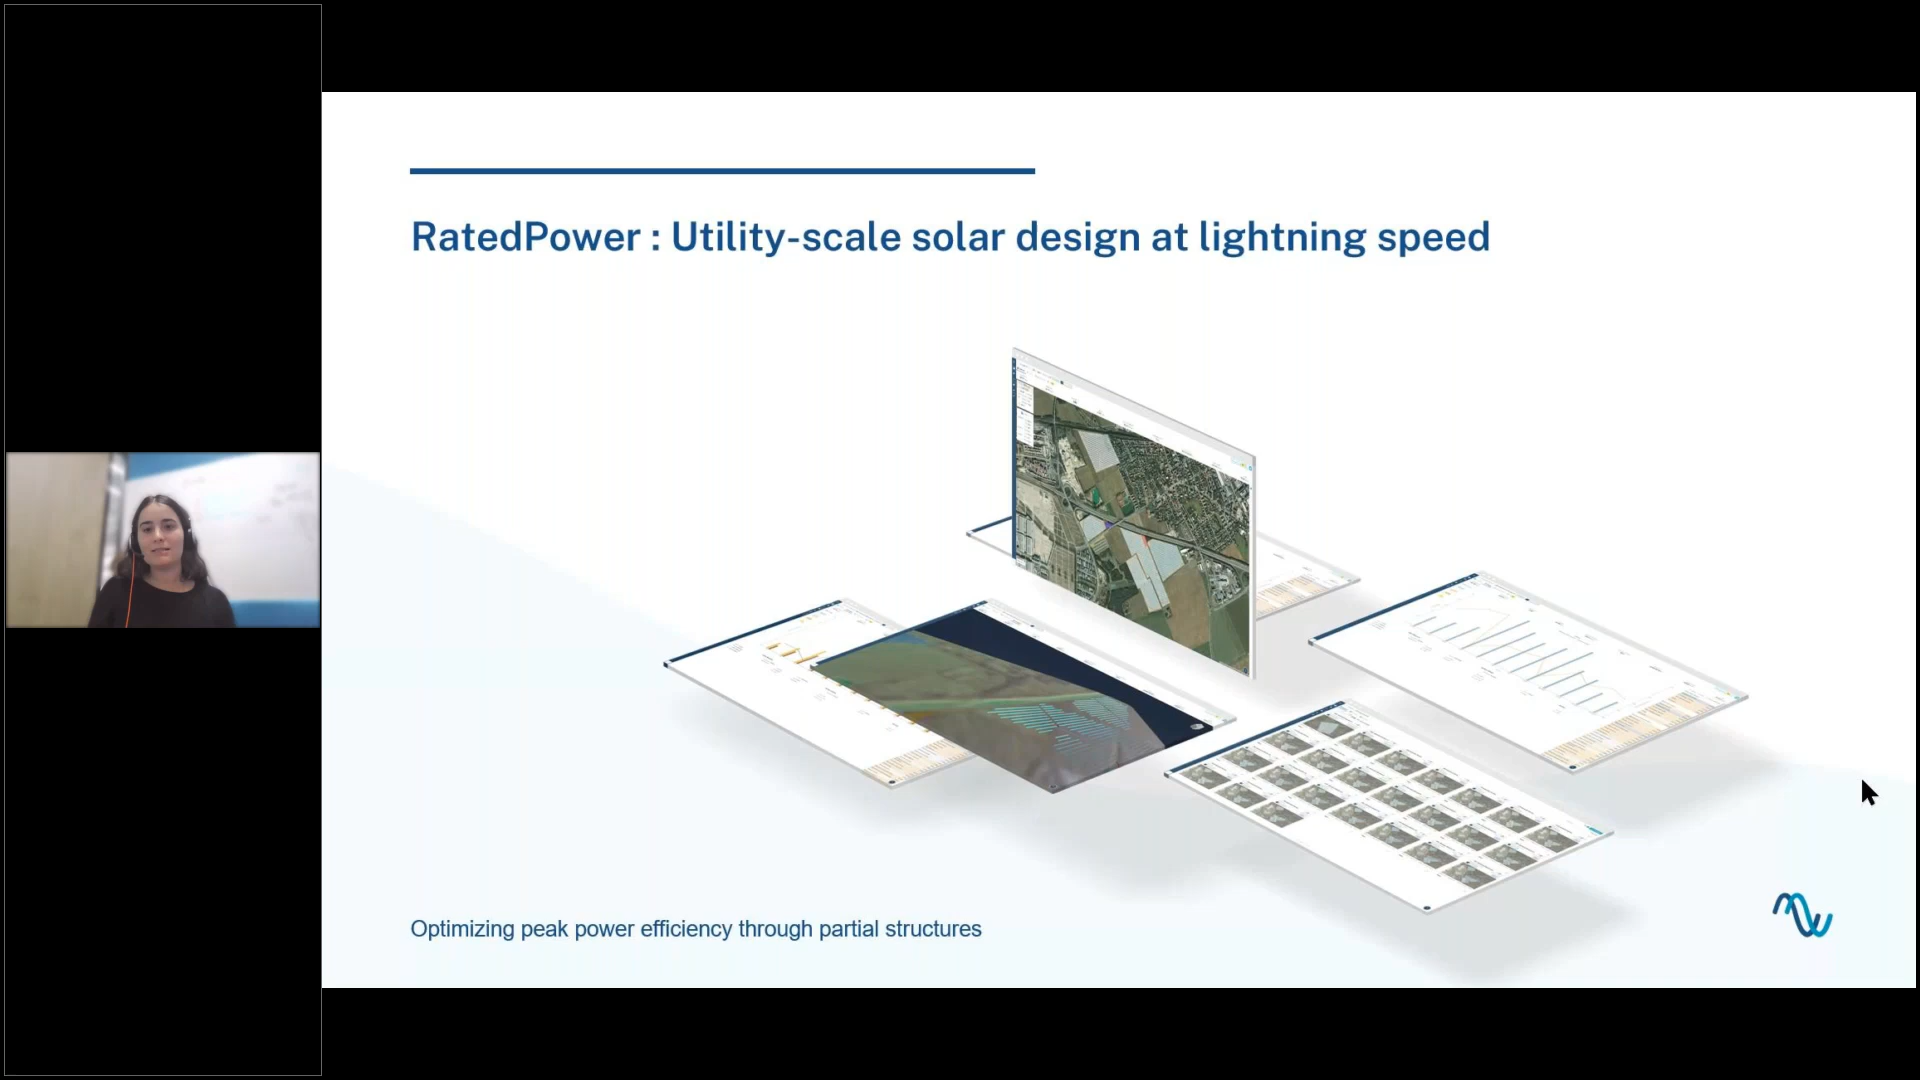 RatedPower : Utility-scale solar design at lightning speed
Optimizing peak power efficiency through partial structures